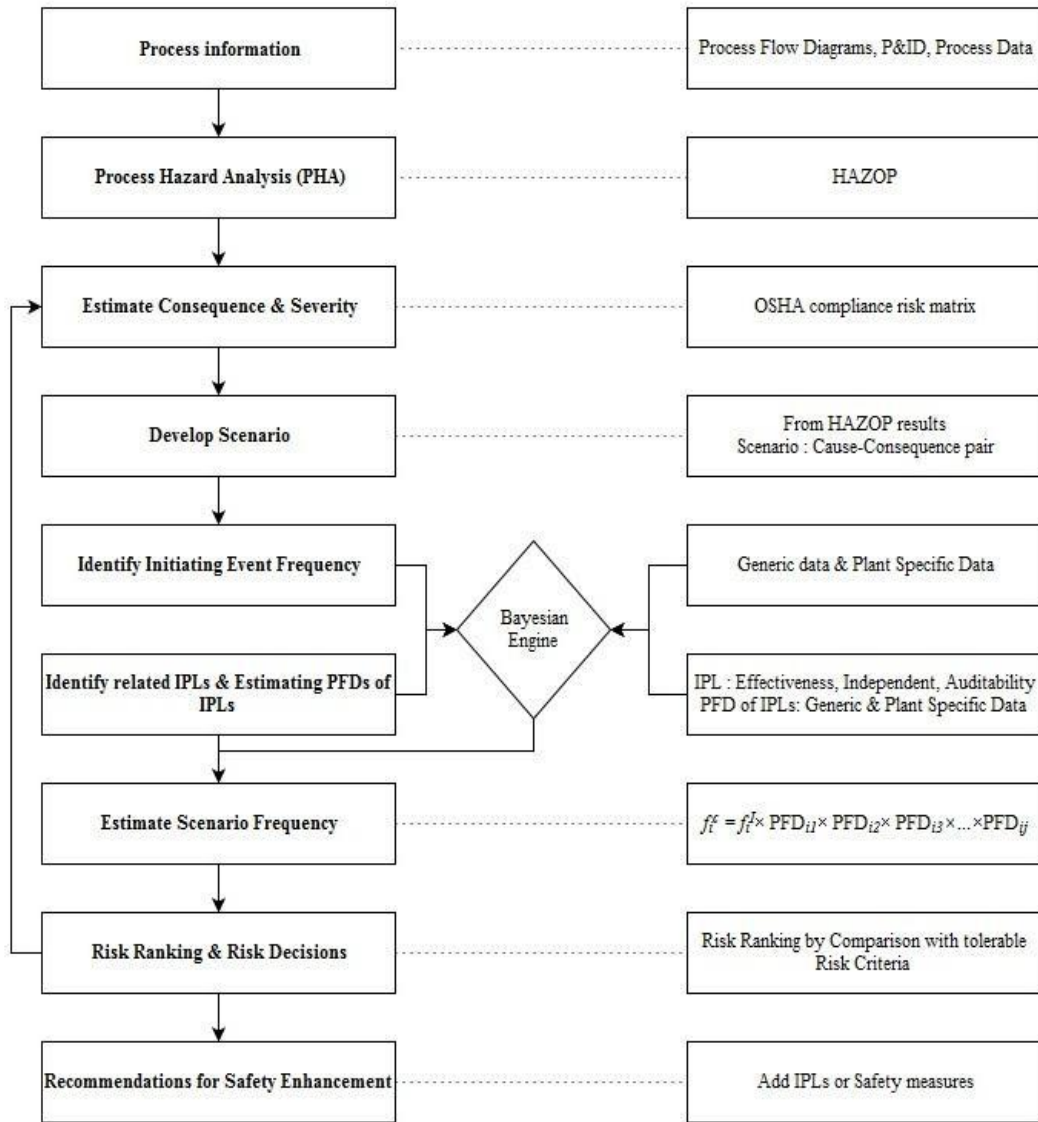 Process information
Process Flow Diagrams, P&ID, Process Data
Process Hazard Analysis (PHA)
HAZOP
Estimate Consequence & Severity
OSHA compliance risk matrix
Develop Scenario
From HAZOP results
Scenario : Cause-Consequence pair
Identify Initiating Event Frequency
Generic data & Plant Specific Data
Bayesian
Engine
Identify related IPLs & Estimating PFDs of
IPLs
IPL : Effectiveness, Independent, Auditability
PFD of IPLs: Generic & Plant Specific Data
Estimate Scenario Frequency
fᵢᶜ = fᵢᴵ× PFDᵢ₁× PFDᵢ₂× PFDᵢ₃×...×PFDᵢⱼ
Risk Ranking & Risk Decisions
Risk Ranking by Comparison with tolerable
Risk Criteria
Recommendations for Safety Enhancement
Add IPLs or Safety measures